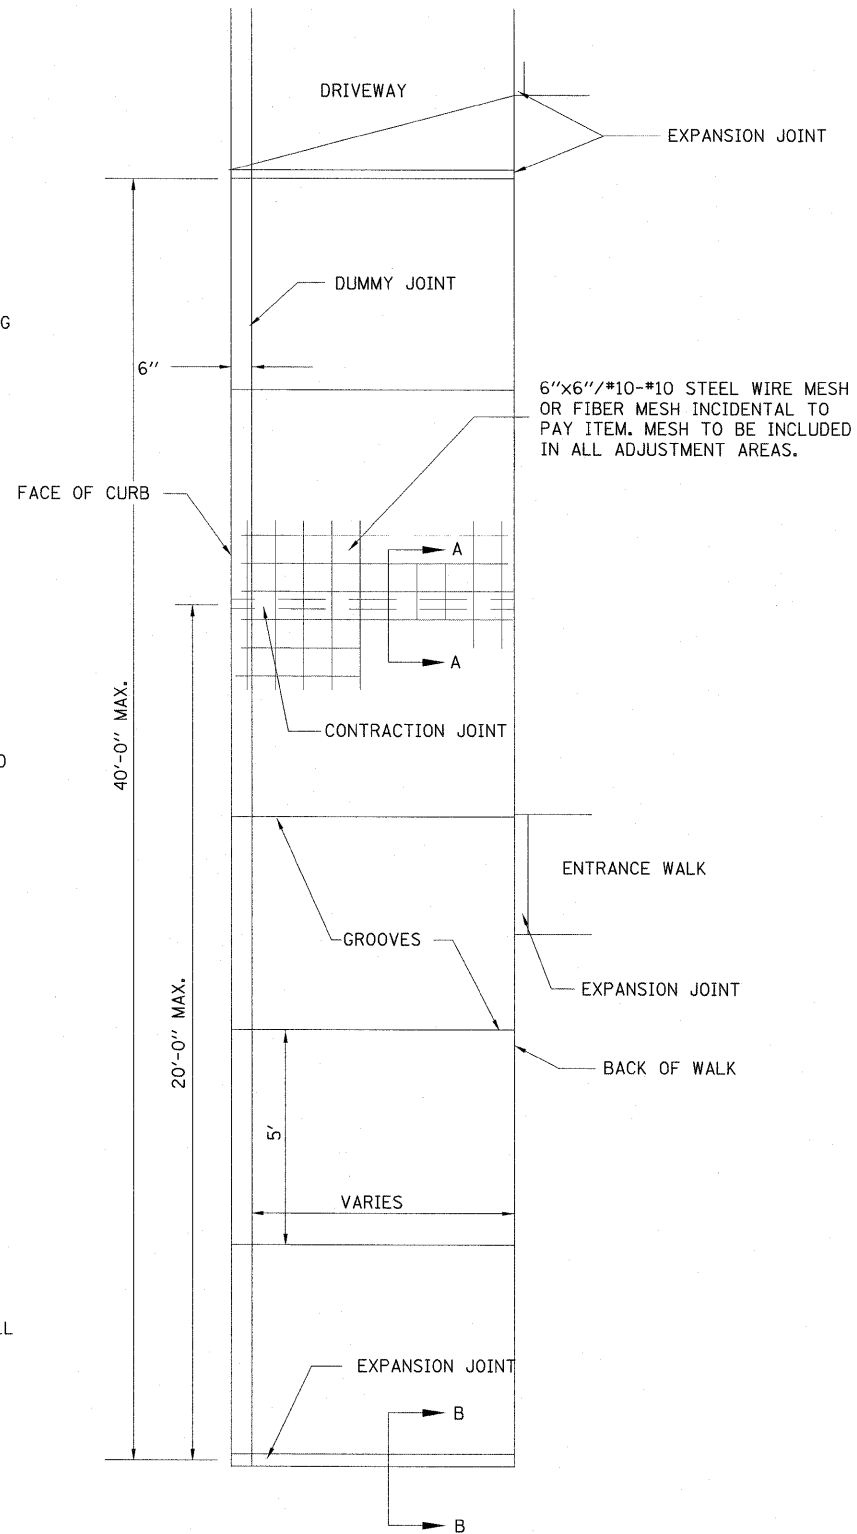 DRIVEWAY
EXPANSION JOINT
DUMMY JOINT
G
6"
6"x6"/#10-#10 STEEL WIRE MESH
OR FIBER MESH INCIDENTAL TO
PAY ITEM. MESH TO BE INCLUDED
IN ALL ADJUSTMENT AREAS.
FACE OF CURB
A
A
CONTRACTION JOINT
40'-0" MAX.
ENTRANCE WALK
GROOVES
EXPANSION JOINT
20'-0" MAX.
BACK OF WALK
5'
VARIES
EXPANSION JOINT
B
B